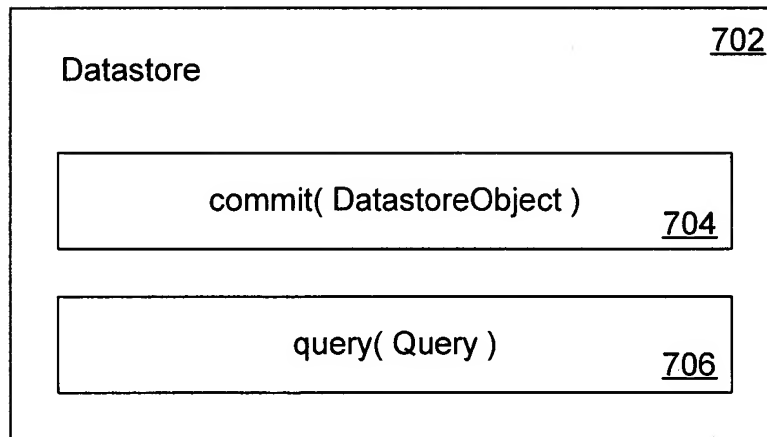 702
Datastore
commit( DatastoreObject )
704
query( Query )
706